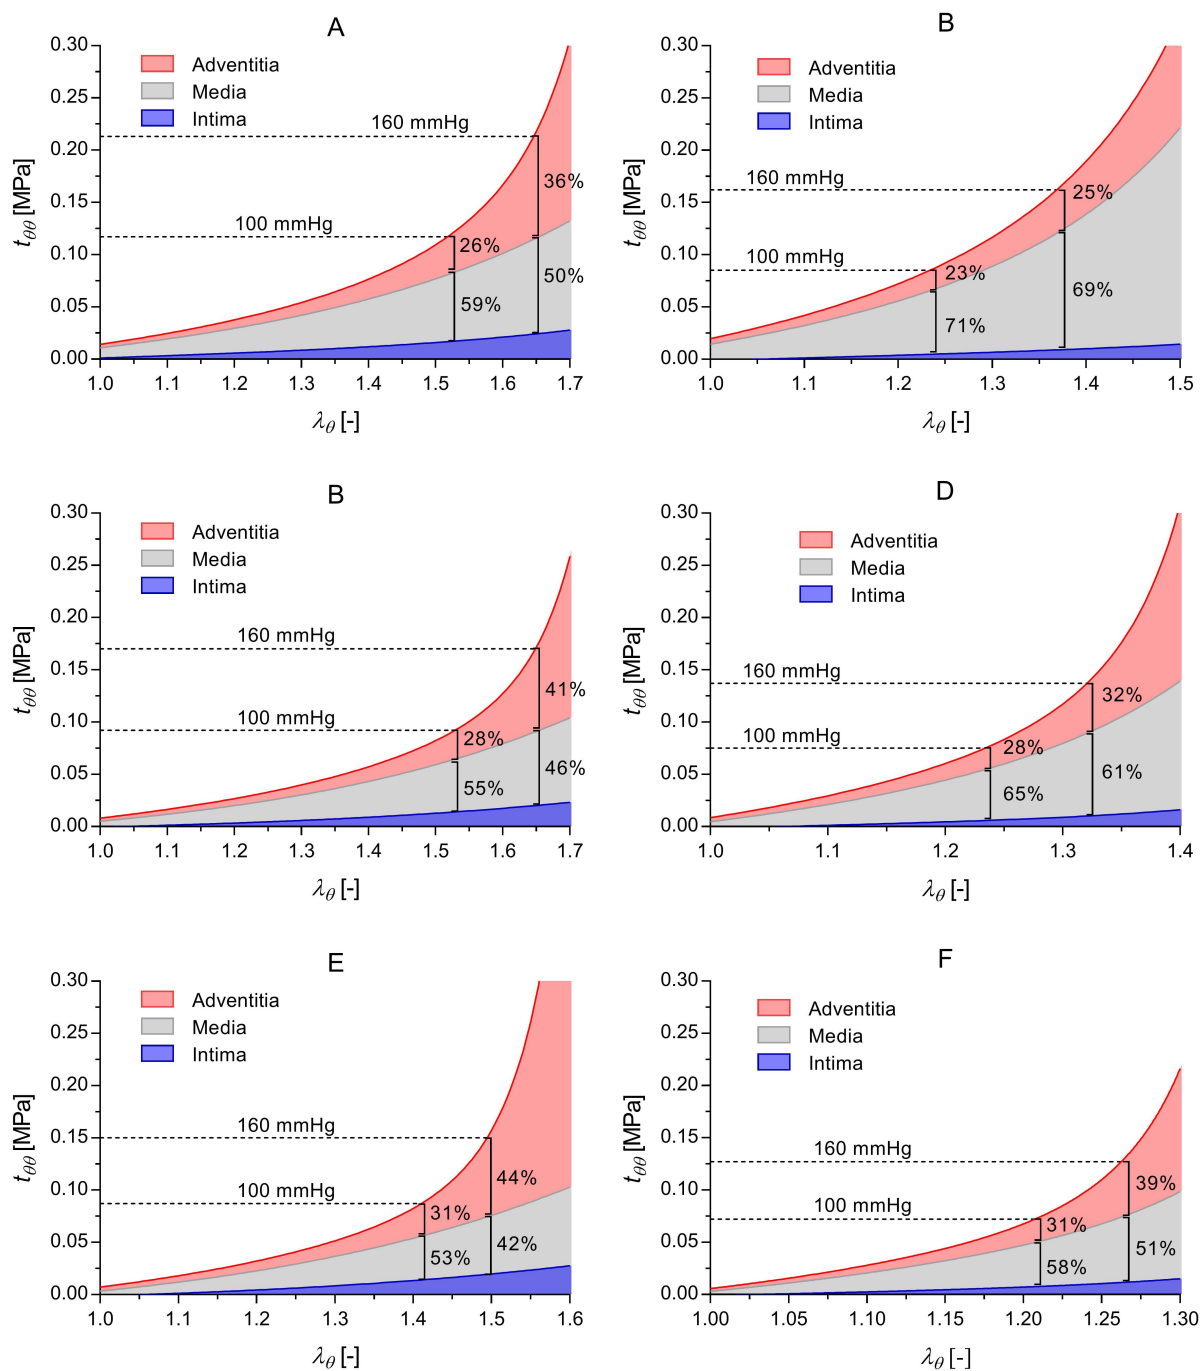 A
0.30
0.25
0.20
0.15
0.10
0.05
0.00
tθθ [MPa]
Adventitia
Media
Intima
160 mmHg
100 mmHg
36%
26%
50%
59%
1.0 1.1 1.2 1.3 1.4 1.5 1.6 1.7
λθ [-]
B
0.30
0.25
0.20
0.15
0.10
0.05
0.00
tθθ [MPa]
Adventitia
Media
Intima
160 mmHg
100 mmHg
25%
23%
69%
71%
1.0 1.1 1.2 1.3 1.4 1.5
λθ [-]
B
0.30
0.25
0.20
0.15
0.10
0.05
0.00
tθθ [MPa]
Adventitia
Media
Intima
160 mmHg
100 mmHg
41%
28%
46%
55%
1.0 1.1 1.2 1.3 1.4 1.5 1.6 1.7
λθ [-]
D
0.30
0.25
0.20
0.15
0.10
0.05
0.00
tθθ [MPa]
Adventitia
Media
Intima
160 mmHg
100 mmHg
32%
28%
61%
65%
1.0 1.1 1.2 1.3 1.4
λθ [-]
E
0.30
0.25
0.20
0.15
0.10
0.05
0.00
tθθ [MPa]
Adventitia
Media
Intima
160 mmHg
100 mmHg
44%
31%
42%
53%
1.0 1.1 1.2 1.3 1.4 1.5 1.6
λθ [-]
F
0.30
0.25
0.20
0.15
0.10
0.05
0.00
tθθ [MPa]
Adventitia
Media
Intima
160 mmHg
100 mmHg
39%
31%
51%
58%
1.00 1.05 1.10 1.15 1.20 1.25 1.30
λθ [-]